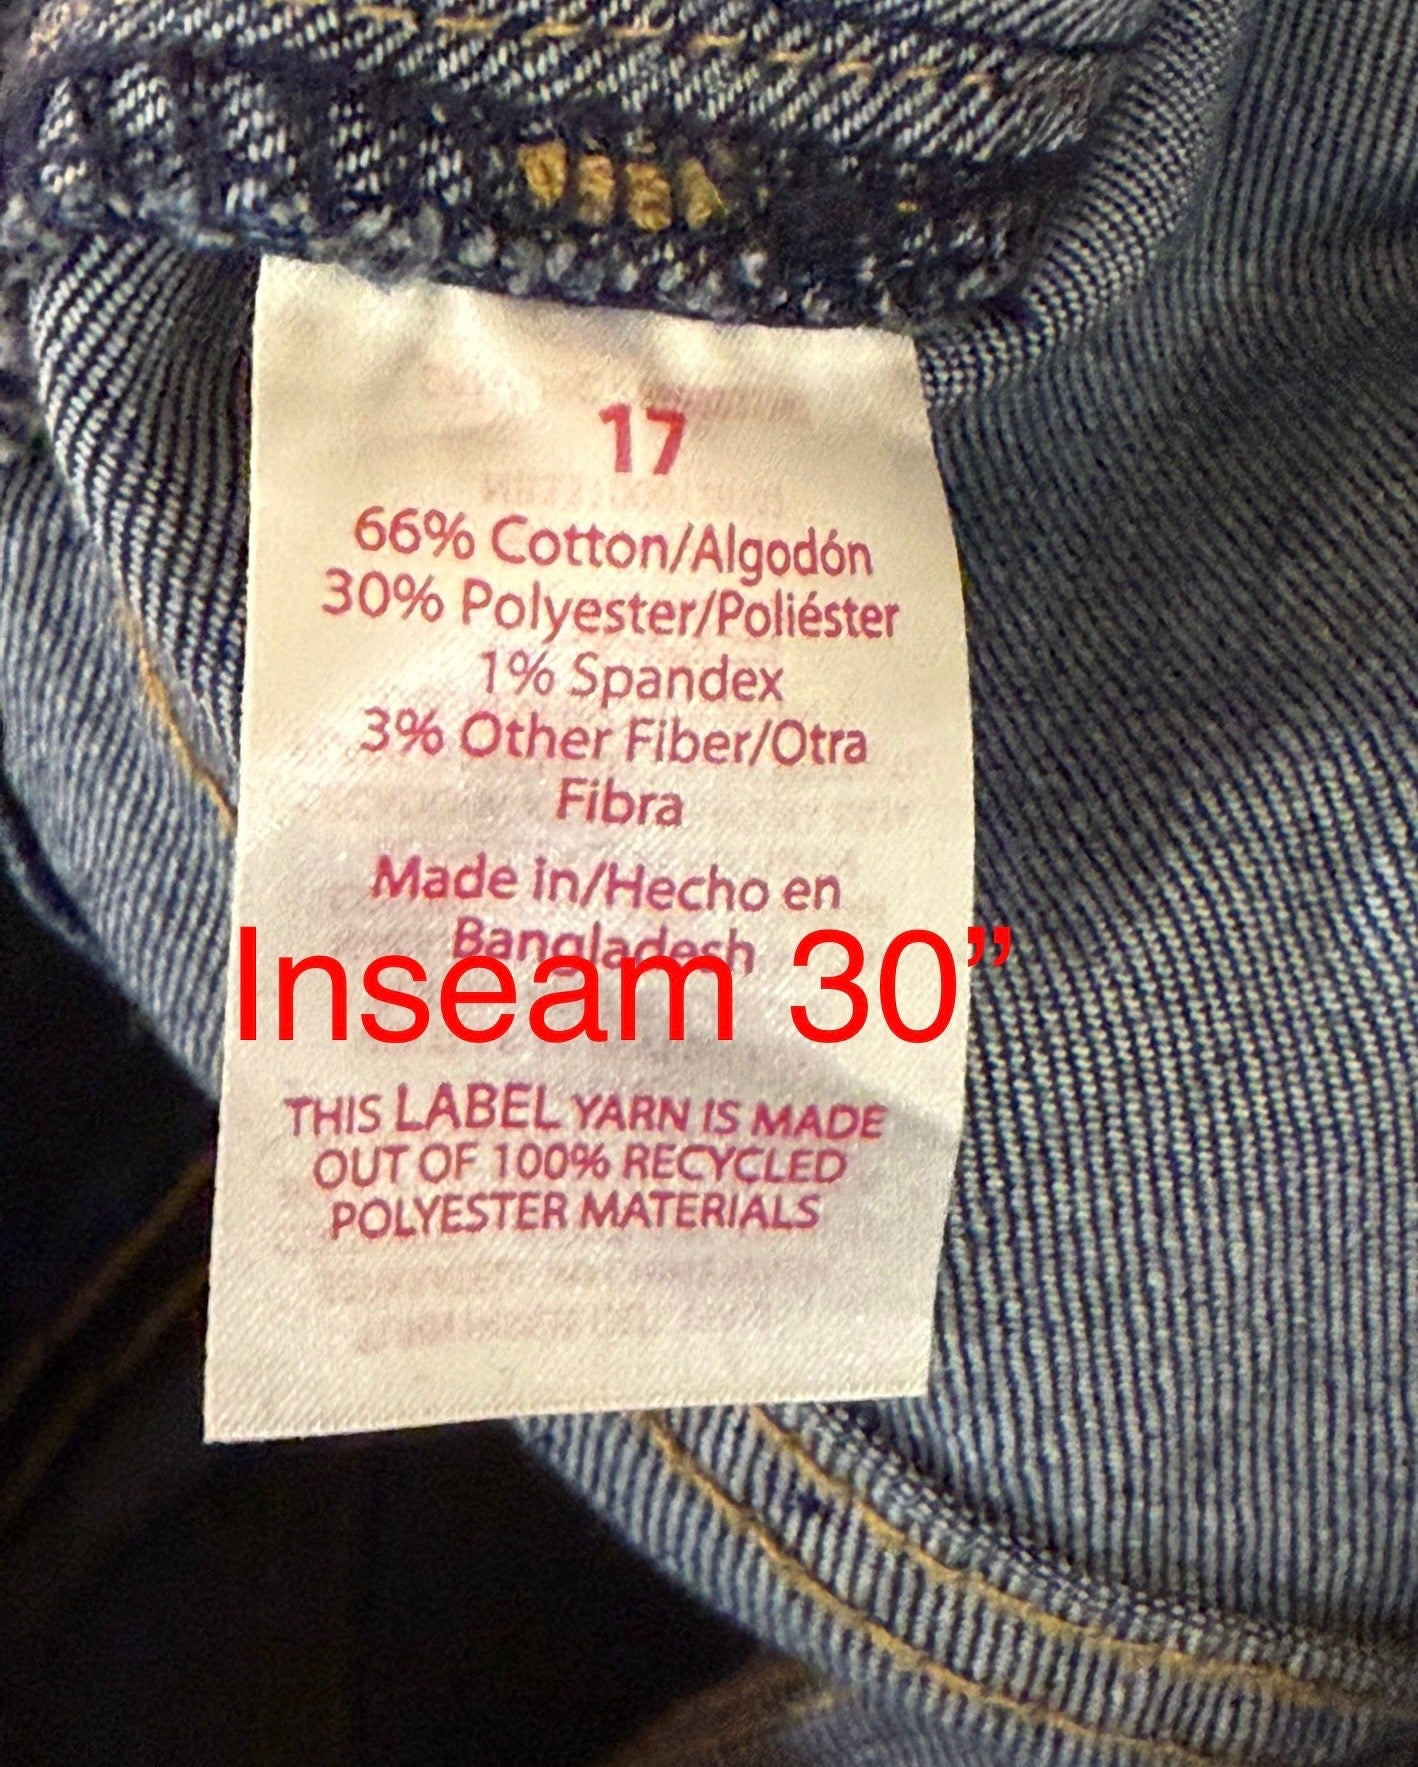 17
66% Cotton/Algodón
30% Polyester/Poliéster
1% Spandex
3% Other Fiber/Otra
Fibra
Made in/Hecho en
Bangladesh
Inseam 30”
THIS LABEL YARN IS MADE
OUT OF 100% RECYCLED
POLYESTER MATERIALS